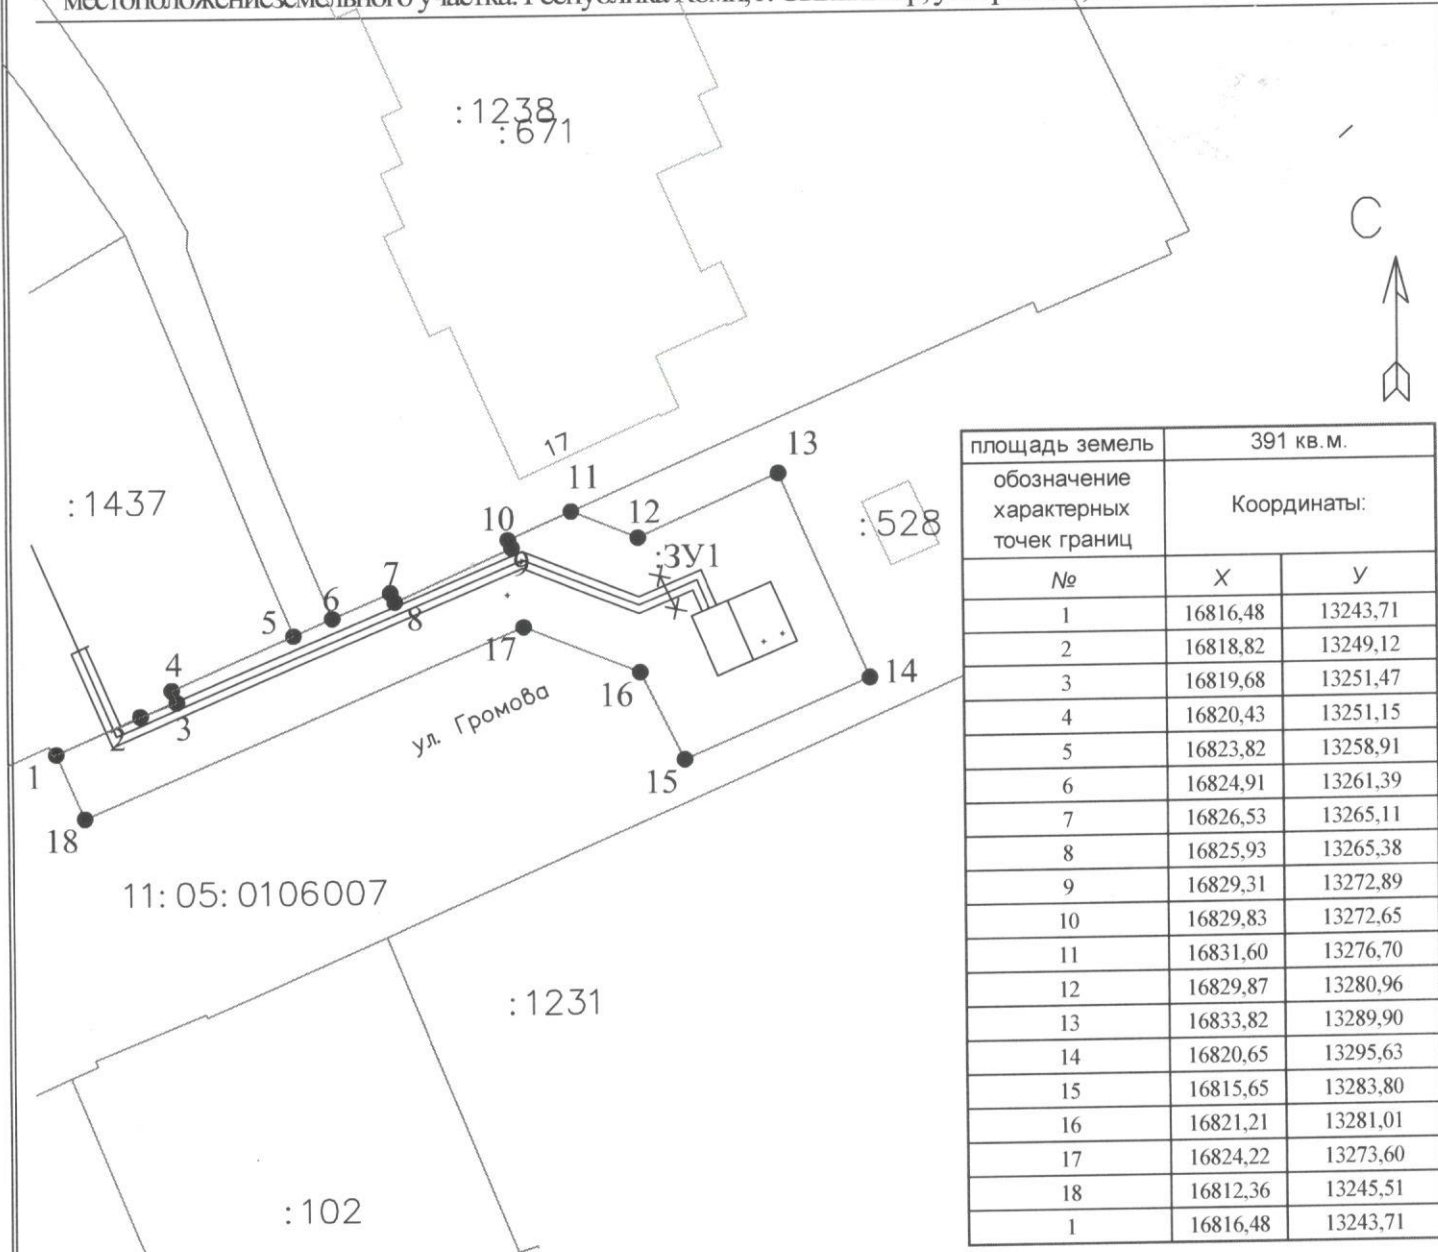 :1238
:671
С
17
13
11
:1437
12
:528
10
:ЗУ1
9
7
6
8
5
17
4
14
16
ул. Громова
3
2
1
15
18
11:05:0106007
:1231
:102
площадь земель 391 кв.м.
обозначение характерных точек границ Координаты:
№ X У
1 16816,48 13243,71
2 16818,82 13249,12
3 16819,68 13251,47
4 16820,43 13251,15
5 16823,82 13258,91
6 16824,91 13261,39
7 16826,53 13265,11
8 16825,93 13265,38
9 16829,31 13272,89
10 16829,83 13272,65
11 16831,60 13276,70
12 16829,87 13280,96
13 16833,82 13289,90
14 16820,65 13295,63
15 16815,65 13283,80
16 16821,21 13281,01
17 16824,22 13273,60
18 16812,36 13245,51
1 16816,48 13243,71